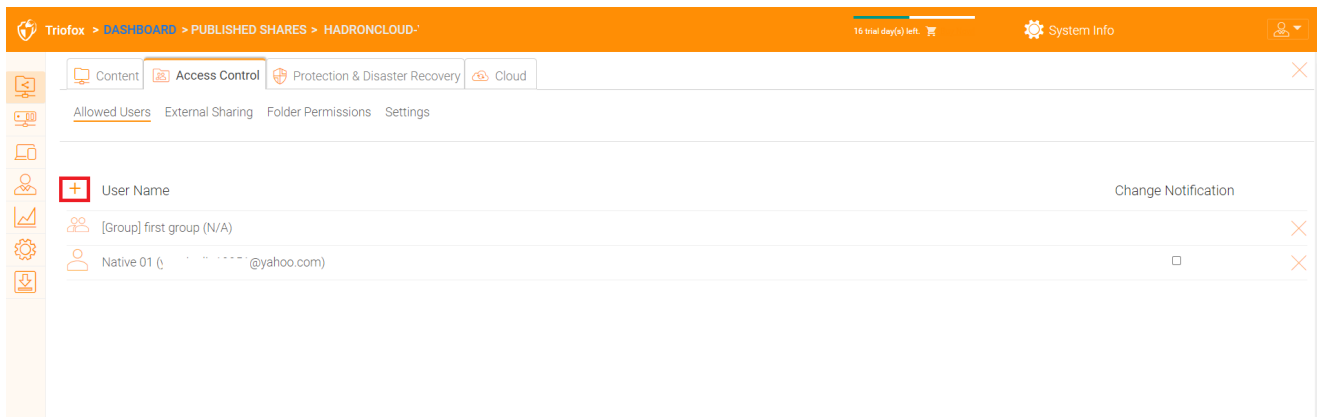 Triofox > DASHBOARD > PUBLISHED SHARES > HADRONCLOUD-
16 trial day(s) left.
System Info
Content Access Control Protection & Disaster Recovery Cloud
Allowed Users External Sharing Folder Permissions Settings
+ User Name Change Notification
[Group] first group (N/A)
Native 01 ( @yahoo.com)